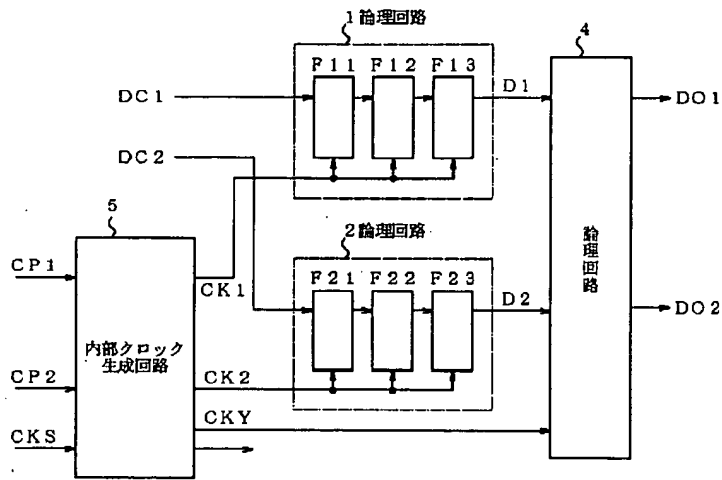 1 論理回路
4
F11 F12 F13
DC1
D1
DO1
DC2
5
2 論理回路
論理回路
CP1
CK1
F21 F22 F23
D2
DO2
内部クロック
生成回路
CP2
CK2
CKS
CKY